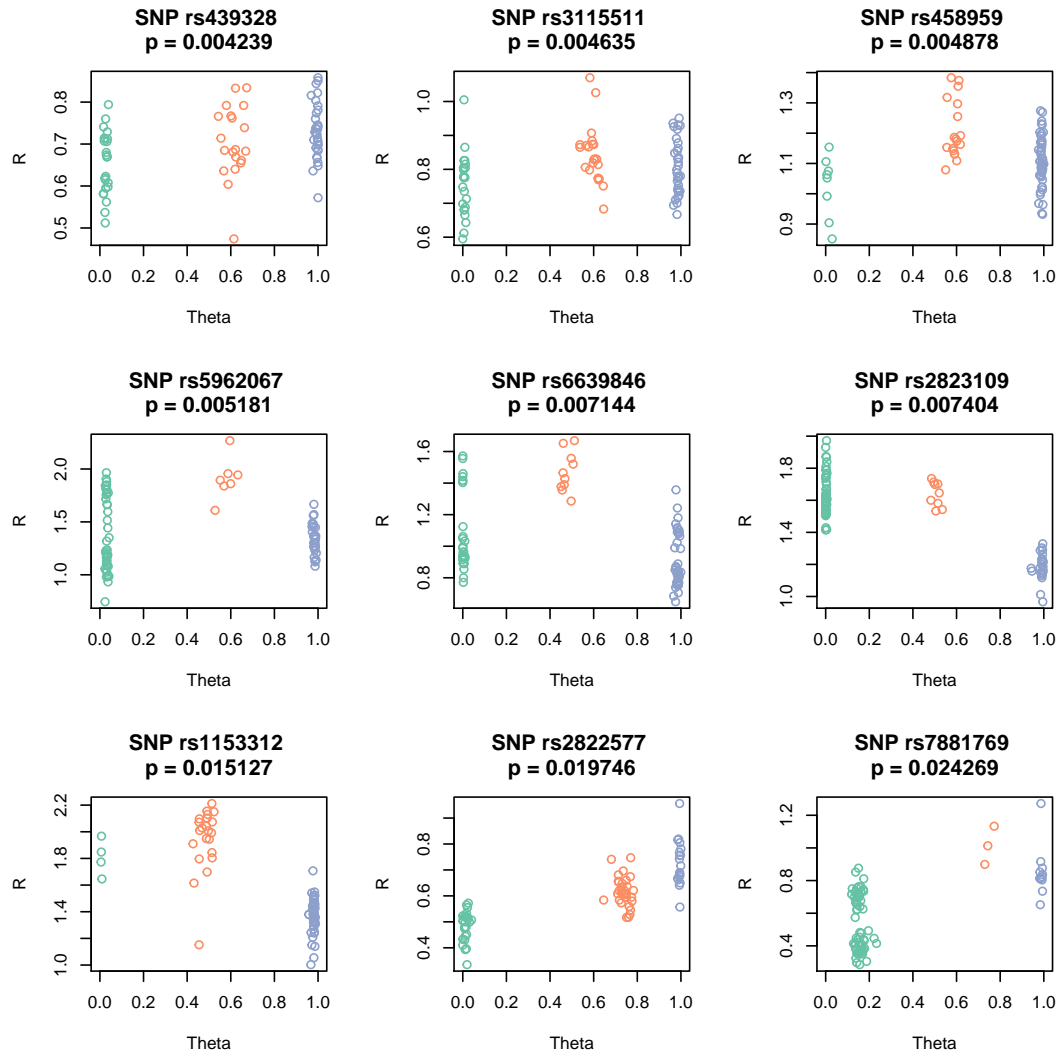 SNP rs439328
p = 0.004239
R
0.5 0.6 0.7 0.8
0.0 0.2 0.4 0.6 0.8 1.0
Theta
SNP rs3115511
p = 0.004635
R
0.6 0.8 1.0
0.0 0.2 0.4 0.6 0.8 1.0
Theta
SNP rs458959
p = 0.004878
R
0.9 1.1 1.3
0.0 0.2 0.4 0.6 0.8 1.0
Theta
SNP rs5962067
p = 0.005181
R
1.0 1.5 2.0
0.0 0.2 0.4 0.6 0.8 1.0
Theta
SNP rs6639846
p = 0.007144
R
0.8 1.2 1.6
0.0 0.2 0.4 0.6 0.8 1.0
Theta
SNP rs2823109
p = 0.007404
R
1.0 1.4 1.8
0.0 0.2 0.4 0.6 0.8 1.0
Theta
SNP rs1153312
p = 0.015127
R
1.0 1.4 1.8 2.2
0.0 0.2 0.4 0.6 0.8 1.0
Theta
SNP rs2822577
p = 0.019746
R
0.4 0.6 0.8
0.0 0.2 0.4 0.6 0.8 1.0
Theta
SNP rs7881769
p = 0.024269
R
0.4 0.8 1.2
0.0 0.2 0.4 0.6 0.8 1.0
Theta